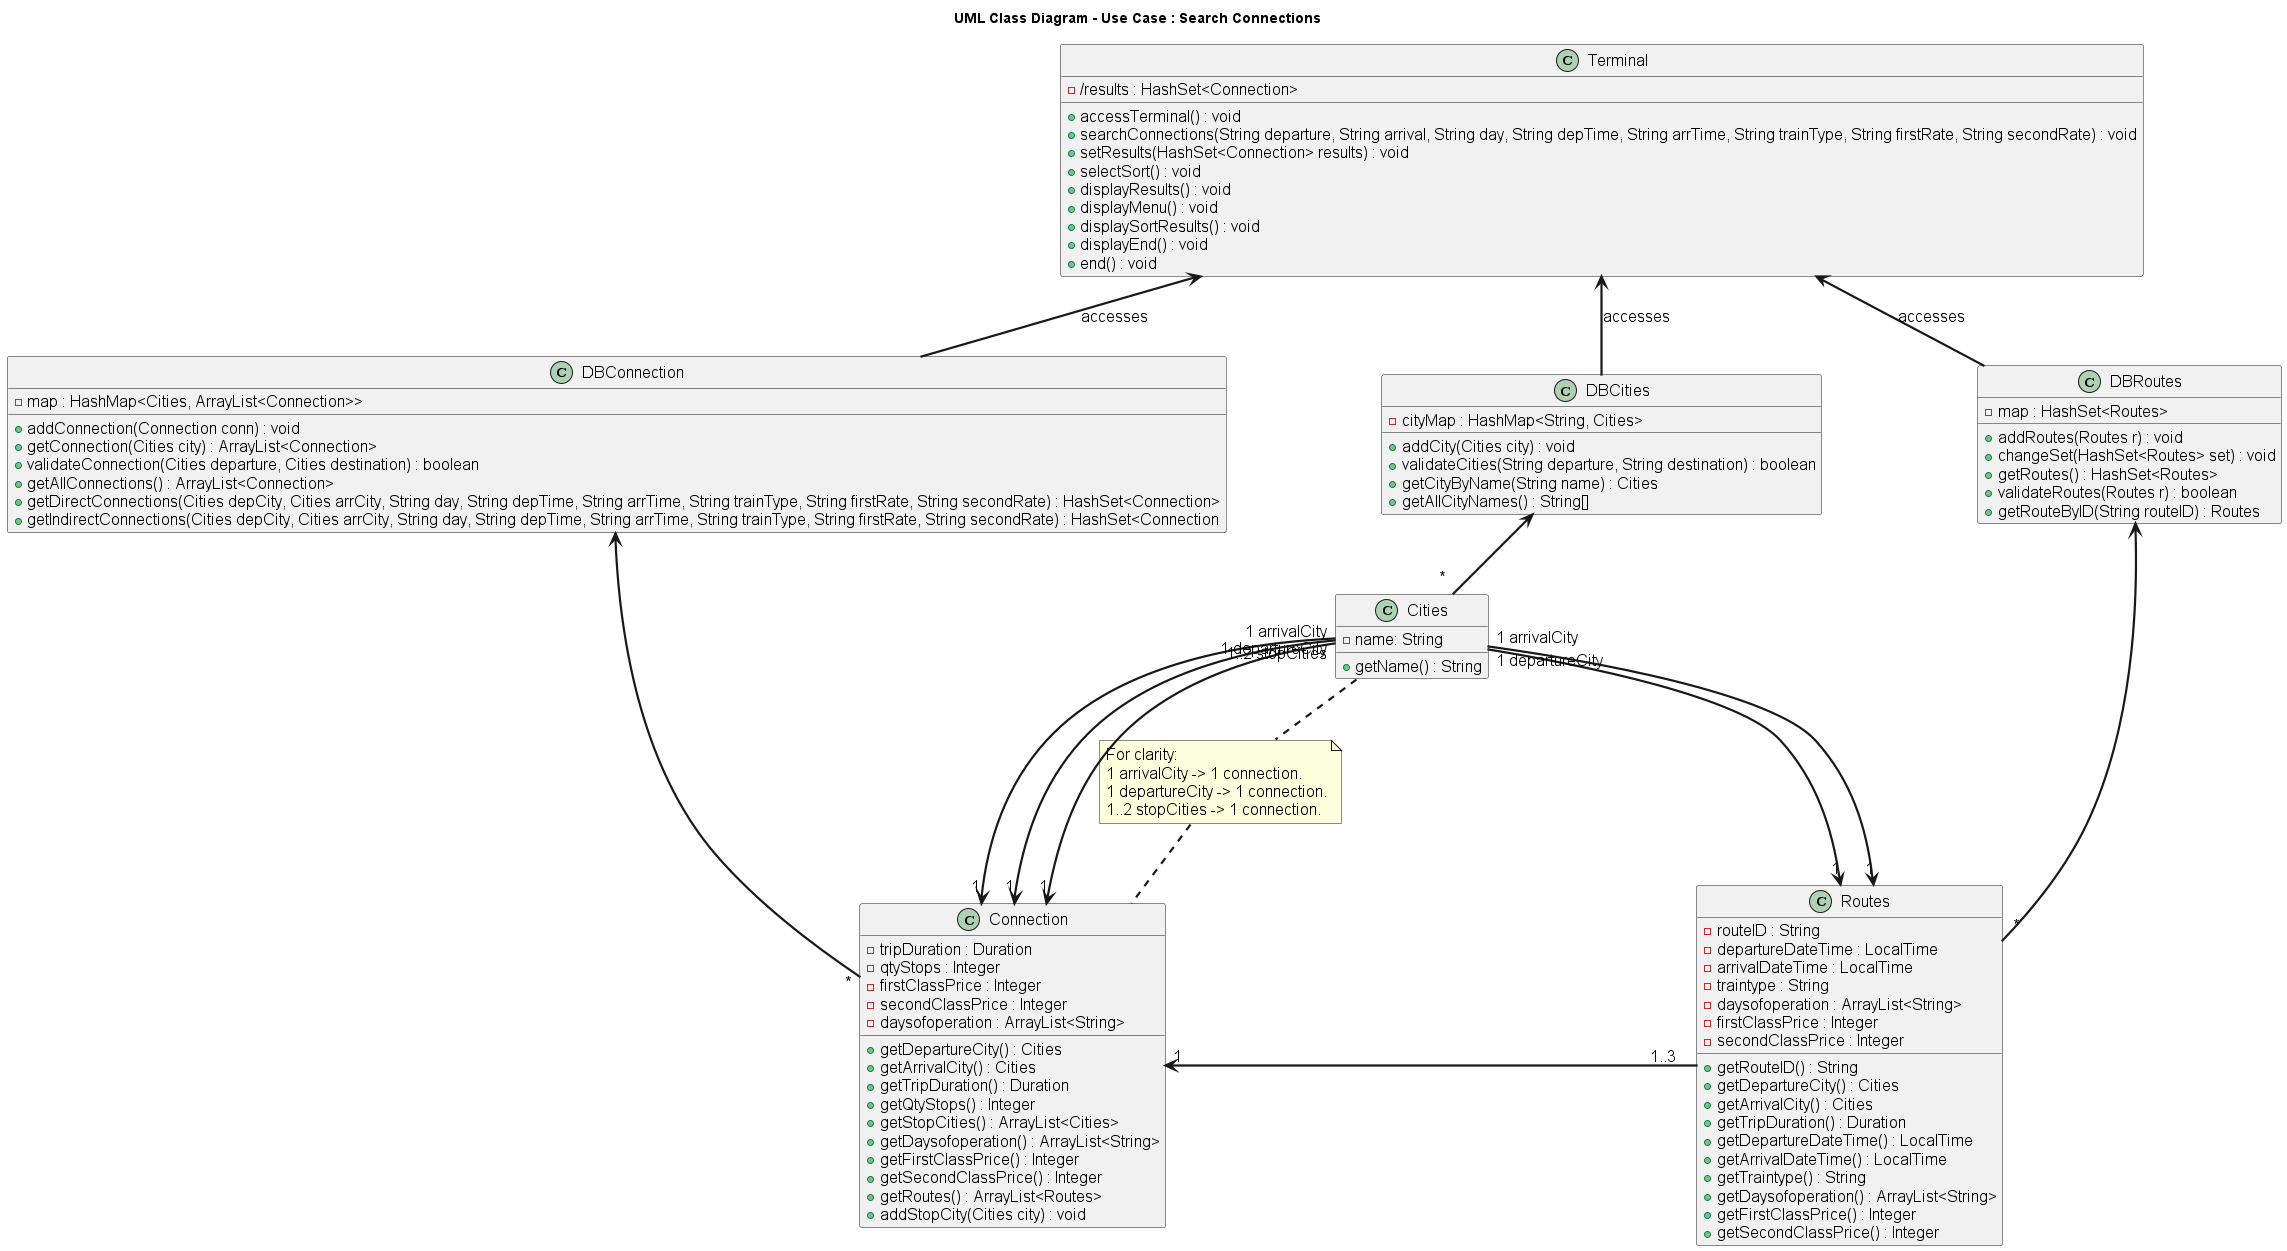 UML Class Diagram - Use Case : Search Connections
C Terminal
/results : HashSet<Connection>
accessTerminal() : void
searchConnections(String departure, String arrival, String day, String depTime, String arrTime, String trainType, String firstRate, String secondRate) : void
setResults(HashSet<Connection> results) : void
selectSort() : void
displayResults() : void
displayMenu() : void
displaySortResults() : void
displayEnd() : void
end() : void
accesses
accesses
accesses
C DBConnection
map : HashMap<Cities, ArrayList<Connection>>
addConnection(Connection conn) : void
getConnection(Cities city) : ArrayList<Connection>
validateConnection(Cities departure, Cities destination) : boolean
getAllConnections() : ArrayList<Connection>
getDirectConnections(Cities depCity, Cities arrCity, String day, String depTime, String arrTime, String trainType, String firstRate, String secondRate) : HashSet<Connection>
getIndirectConnections(Cities depCity, Cities arrCity, String day, String depTime, String arrTime, String trainType, String firstRate, String secondRate) : HashSet<Connection
C DBCities
cityMap : HashMap<String, Cities>
addCity(Cities city) : void
validateCities(String departure, String destination) : boolean
getCityByName(String name) : Cities
getAllCityNames() : String[]
C DBRoutes
map : HashSet<Routes>
addRoutes(Routes r) : void
changeSet(HashSet<Routes> set) : void
getRoutes() : HashSet<Routes>
validateRoutes(Routes r) : boolean
getRouteByID(String routeID) : Routes
*
C Cities
name: String
getName() : String
1 arrivalCity
1 departureCity
1..2 stopCities
1 arrivalCity
1 departureCity
For clarity:
1 arrivalCity -> 1 connection.
1 departureCity -> 1 connection.
1..2 stopCities -> 1 connection.
1
1
1
1
1
*
*
C Connection
tripDuration : Duration
qtyStops : Integer
firstClassPrice : Integer
secondClassPrice : Integer
daysofoperation : ArrayList<String>
getDepartureCity() : Cities
getArrivalCity() : Cities
getTripDuration() : Duration
getQtyStops() : Integer
getStopCities() : ArrayList<Cities>
getDaysofoperation() : ArrayList<String>
getFirstClassPrice() : Integer
getSecondClassPrice() : Integer
getRoutes() : ArrayList<Routes>
addStopCity(Cities city) : void
1
1..3
C Routes
routeID : String
departureDateTime : LocalTime
arrivalDateTime : LocalTime
traintype : String
daysofoperation : ArrayList<String>
firstClassPrice : Integer
secondClassPrice : Integer
getRouteID() : String
getDepartureCity() : Cities
getArrivalCity() : Cities
getTripDuration() : Duration
getDepartureDateTime() : LocalTime
getArrivalDateTime() : LocalTime
getTraintype() : String
getDaysofoperation() : ArrayList<String>
getFirstClassPrice() : Integer
getSecondClassPrice() : Integer